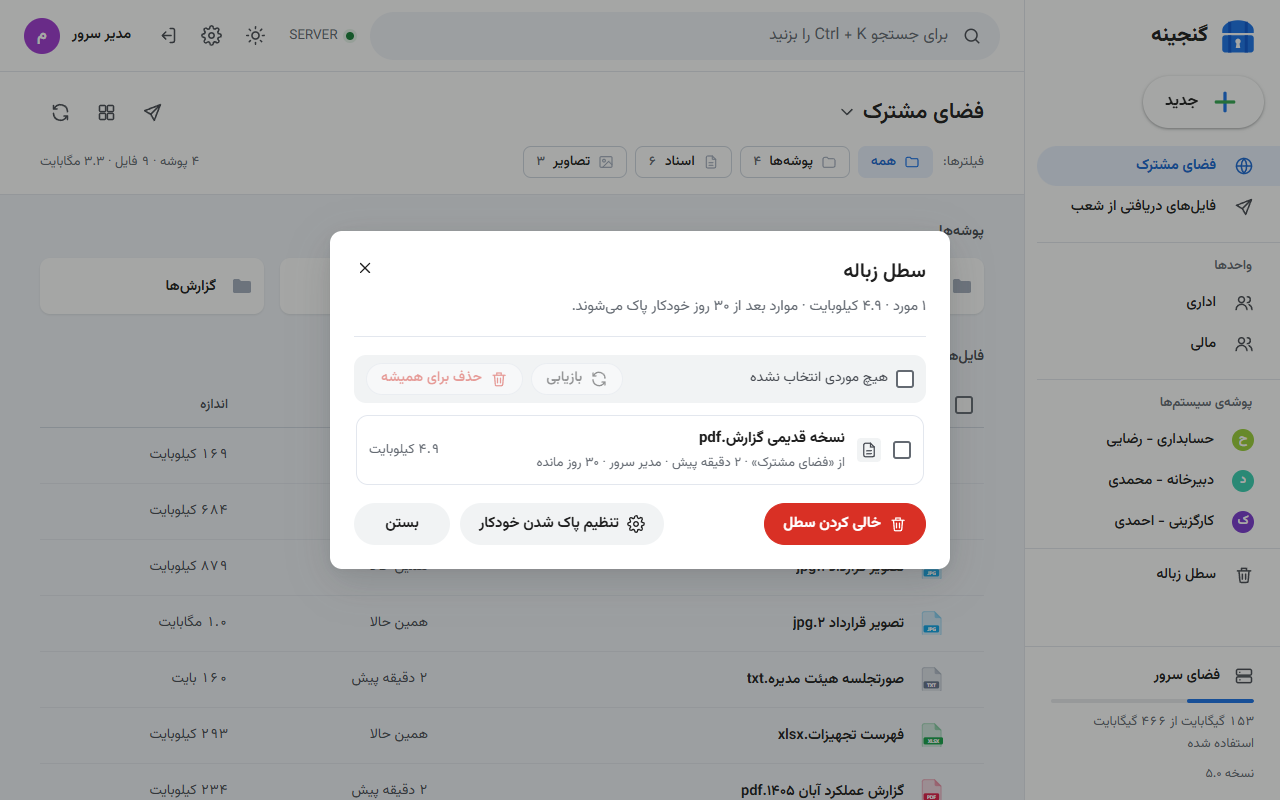 گنجینه
جدید
فضای مشترک
فایل‌های دریافتی از شعب
واحدها
اداری
مالی
پوشه‌ی سیستم‌ها
ح حسابداری - رضایی
د دبیرخانه - محمدی
ک کارگزینی - احمدی
سطل زباله
فضای سرور
۱۵۳ گیگابایت از ۴۶۶ گیگابایت
استفاده شده
نسخه ۵.۰
برای جستجو Ctrl + K را بزنید
SERVER
مدیر سرور
م
فضای مشترک
فیلترها:
همه
پوشه‌ها ۴
اسناد ۶
تصاویر ۳
۴ پوشه · ۹ فایل · ۳.۳ مگابایت
پوشه‌ها
گزارش‌ها
سطل زباله
۱ مورد · ۴.۹ کیلوبایت · موارد بعد از ۳۰ روز خودکار پاک می‌شوند.
هیچ موردی انتخاب نشده
بازیابی
حذف برای همیشه
نسخه قدیمی گزارش.pdf
از «فضای مشترک» · ۲ دقیقه پیش · مدیر سرور · ۳۰ روز مانده
۴.۹ کیلوبایت
خالی کردن سطل
تنظیم پاک شدن خودکار
بستن
اندازه
۱۶۹ کیلوبایت
۶۸۴ کیلوبایت
JPG
۸۷۹ کیلوبایت
JPG تصویر قرارداد ۲.jpg
همین حالا
۱.۰ مگابایت
TXT صورتجلسه هیئت مدیره.txt
۲ دقیقه پیش
۱۶۰ بایت
XLSX فهرست تجهیزات.xlsx
همین حالا
۲۹۳ کیلوبایت
PDF گزارش عملکرد آبان ۱۴۰۵.pdf
۲ دقیقه پیش
۲۳۴ کیلوبایت